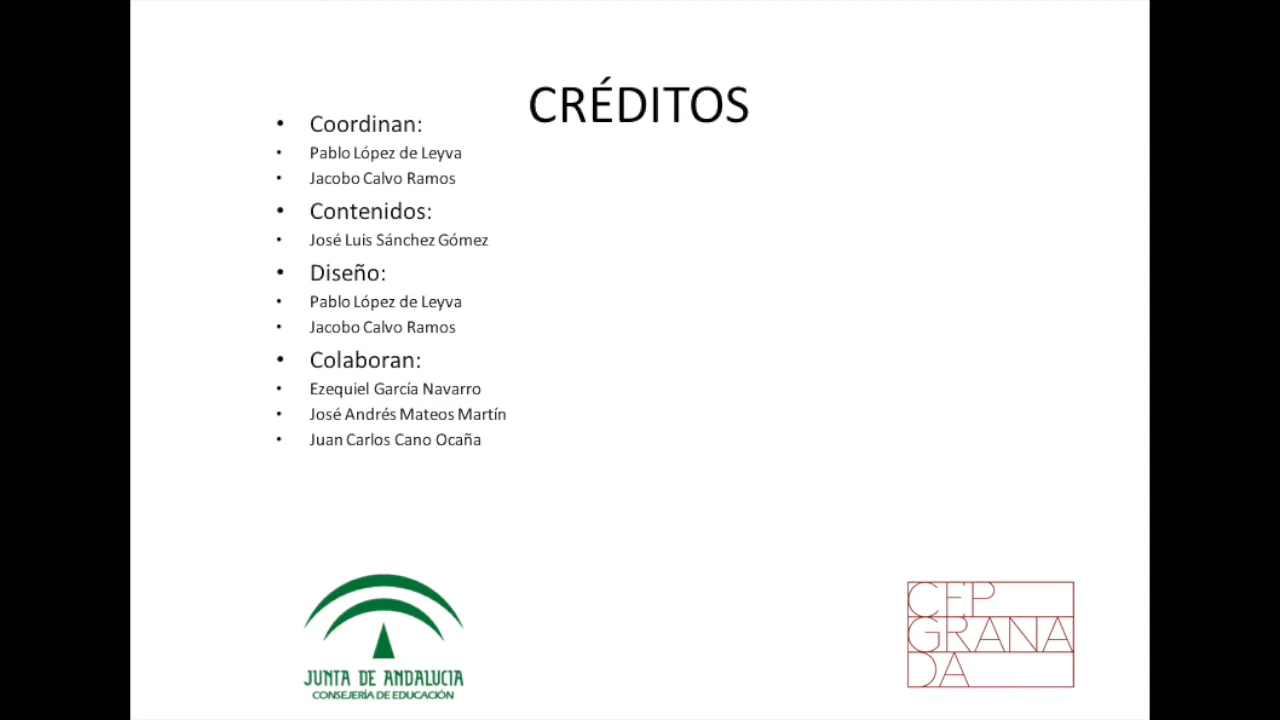 CRÉDITOS
• Coordinan:
• Pablo López de Leyva
• Jacobo Calvo Ramos
• Contenidos:
• José Luis Sánchez Gómez
• Diseño:
• Pablo López de Leyva
• Jacobo Calvo Ramos
• Colaboran:
• Ezequiel García Navarro
• José Andrés Mateos Martín
• Juan Carlos Cano Ocaña
JUNTA DE ANDALUCIA
CONSEJERÍA DE EDUCACIÓN
CEP
GRANA
DA